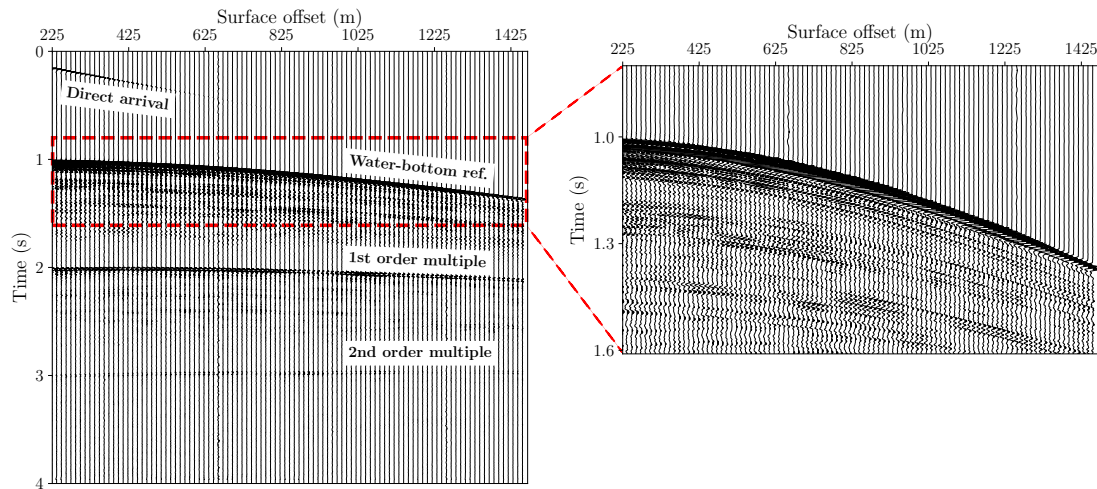 Surface offset (m)
225 425 625 825 1025 1225 1425
0
1
2
3
4
Time (s)
Direct arrival
Water-bottom ref.
1st order multiple
2nd order multiple
Surface offset (m)
225 425 625 825 1025 1225 1425
1.0
1.3
1.6
Time (s)